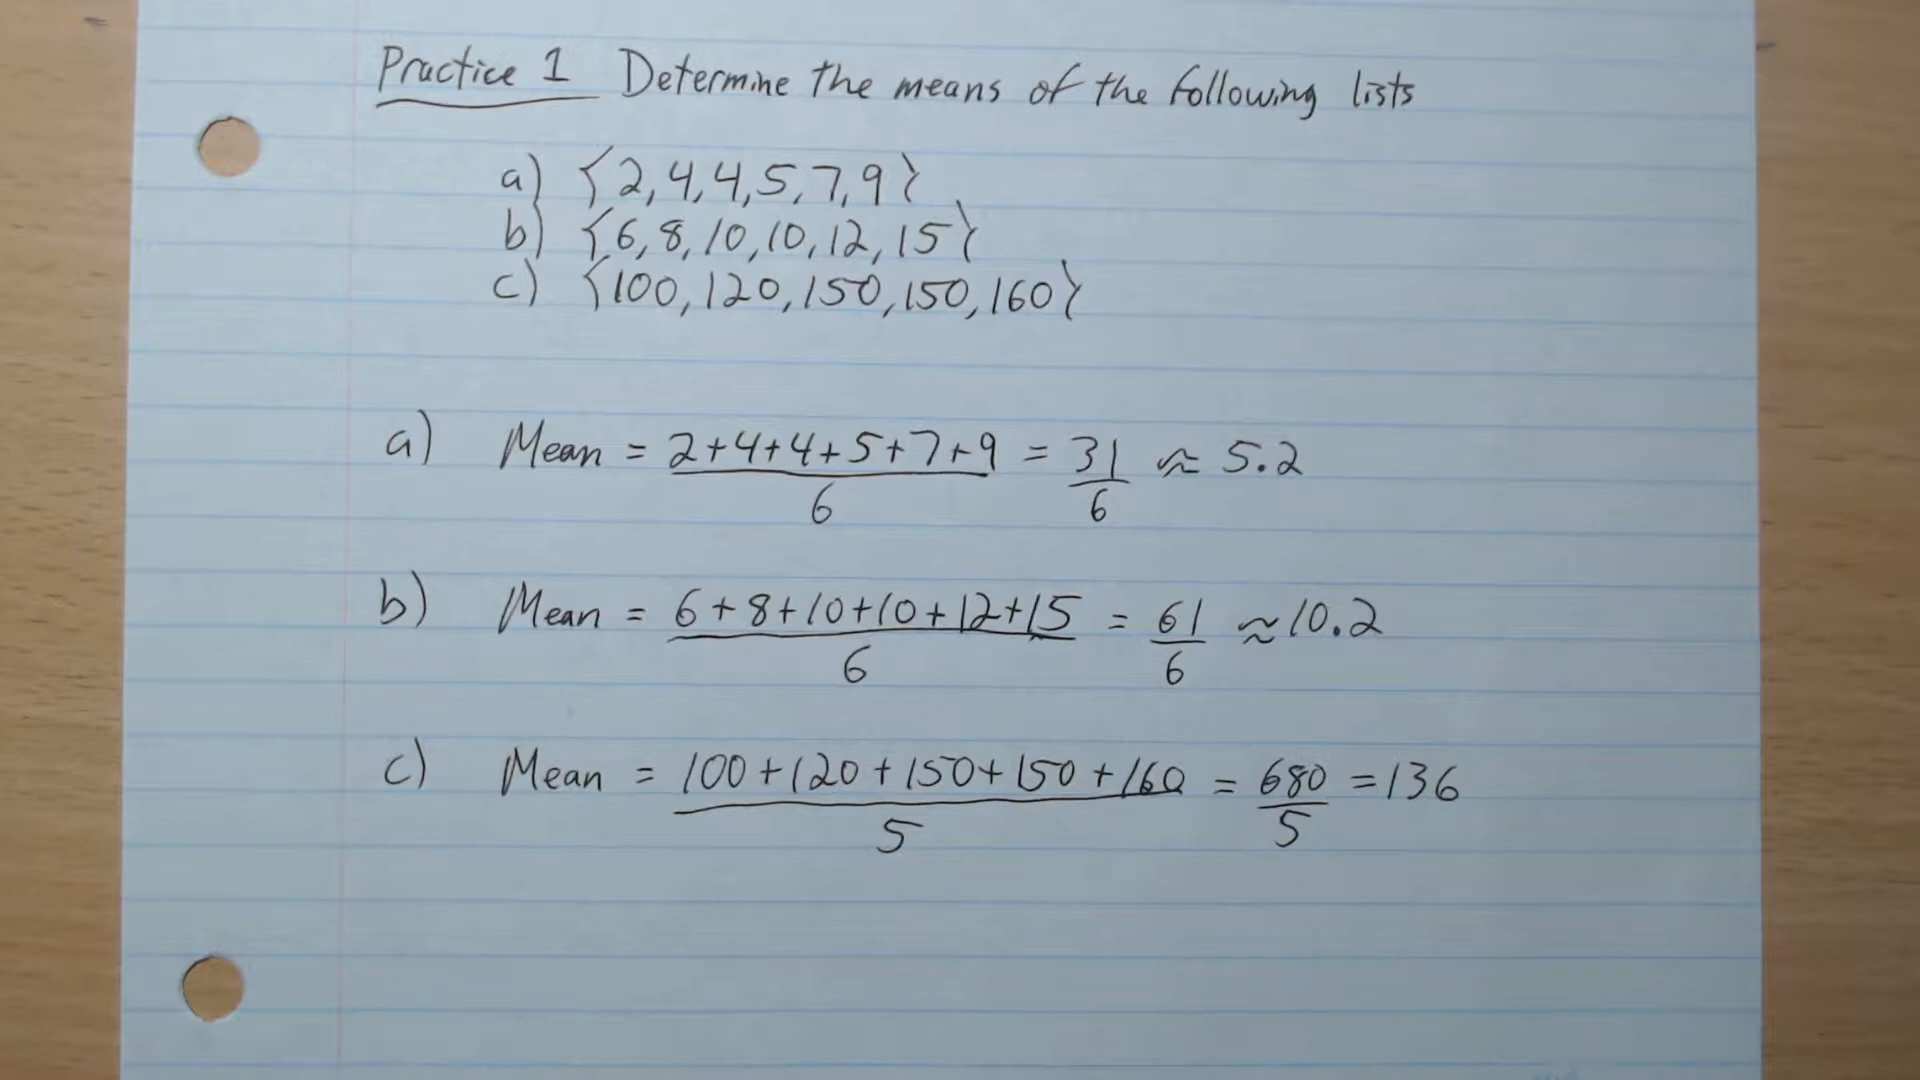 Practice 1 Determine the means of the following lists
a) {2,4,4,5,7,9}
b) {6,8,10,10,12,15}
c) {100,120,150,150,160}
a) Mean = 2+4+4+5+7+9 = 31 ≈ 5.2
6 6
b) Mean = 6+8+10+10+12+15 = 61 ≈10.2
6 6
c) Mean = 100+120+150+150+160 = 680 =136
5 5